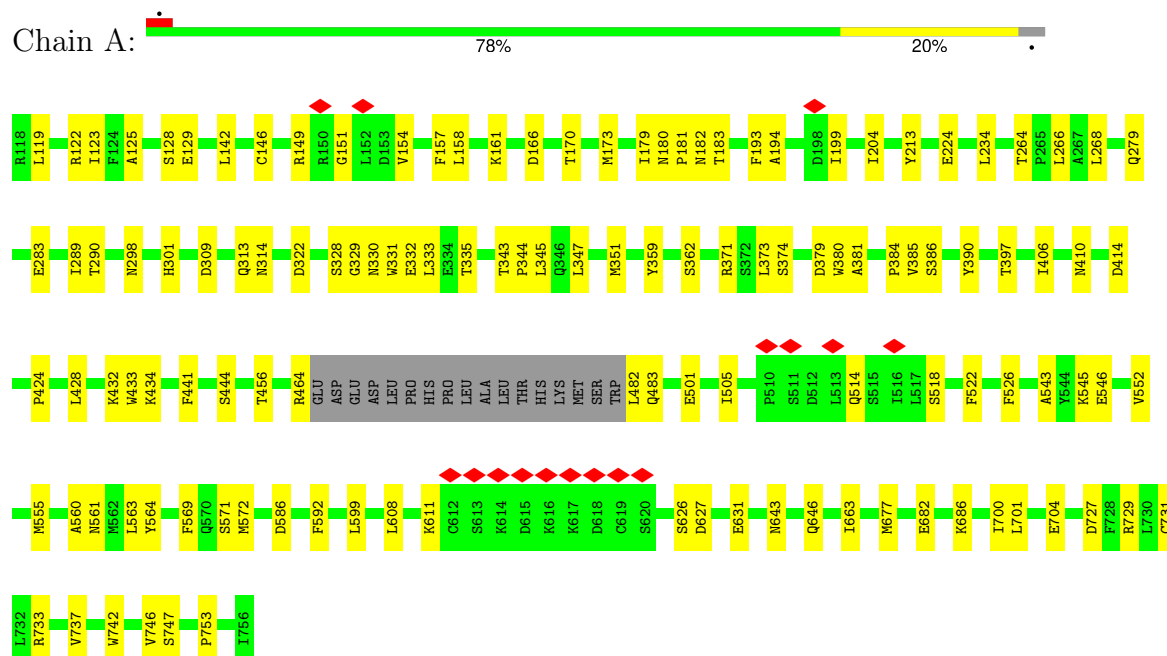 Chain A:
78% 20%
R118 L119 R122 I123 F124 A125 S128 E129 L142 C146 R149 R150 G151 L152 D153 V154 F157 L158 K161 D166 T170 M173 I179 N180 P181 N182 T183 F193 A194 D198 I199 I204 Y213 E224 L234 T264 P265 L266 A267 L268 Q279
E283 I289 T290 N298 H301 D309 Q313 N314 D322 S328 G329 N330 W331 E332 L333 E334 T335 T343 P344 L345 Q346 L347 M351 Y359 S362 R371 S372 L373 S374 D379 W380 A381 P384 V385 S386 Y390 T397 I406 N410 D414
P424 L428 K432 W433 K434 F441 S444 T456 R464 GLU ASP GLU ASP LEU PRO HIS PRO LEU ALA LEU THR HIS LYS MET SER TRP L482 Q483 E501 I505 P510 S511 D512 L513 Q514 S515 I516 L517 S518 F522 F526 A543 Y544 K545 E546 V552
M555 A560 N561 M562 L563 Y564 F569 Q570 S571 M572 D586 F592 L599 L608 K611 C612 S613 K614 D615 K616 K617 D618 C619 S620 S626 D627 E631 N643 Q646 I663 M677 E682 K686 I700 L701 E704 D727 F728 R729 L730 C731
L732 R733 V737 W742 V746 S747 P753 I756